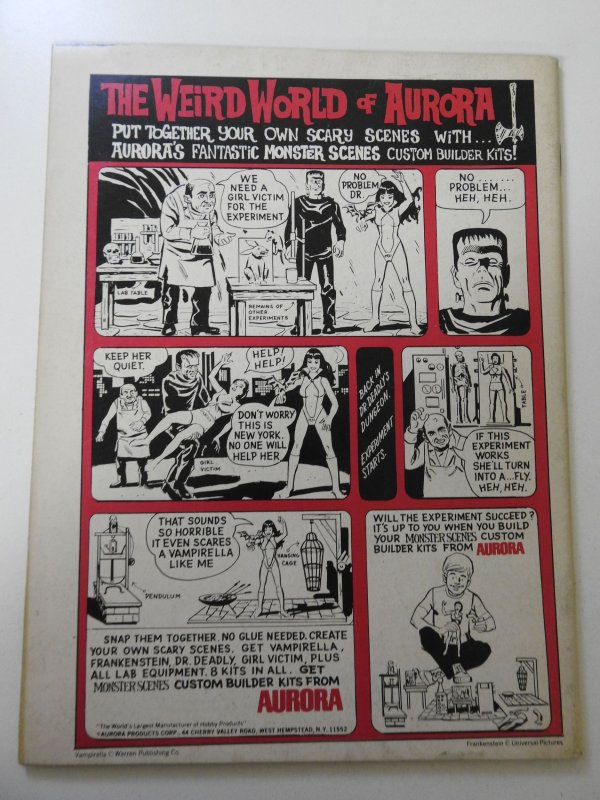 THE WEIRD WORLD OF AURORA
PUT TOGETHER YOUR OWN SCARY SCENES WITH...
AURORA'S FANTASTIC MONSTER SCENES CUSTOM BUILDER KITS!
WE
NEED A
GIRL VICTIM
FOR THE
EXPERIMENT
NO
PROBLEM
DR.
LAB TABLE
REMAINS OF
OTHER
EXPERIMENTS
NO.......
PROBLEM...
HEH, HEH.
KEEP HER
QUIET.
HELP!
HELP!
DON'T WORRY
THIS IS
NEW YORK.
NO ONE WILL
HELP HER
GIRL
VICTIM
BACK IN
DR. DEADLY'S
DUNGEON.
EXPERIMENT
STARTS.
TABLE
IF THIS
EXPERIMENT
WORKS
SHE'LL TURN
INTO A...FLY.
HEH, HEH.
THAT SOUNDS
SO HORRIBLE
IT EVEN SCARES
A VAMPIRELLA
LIKE ME
HANGING
CAGE
PENDULUM
SNAP THEM TOGETHER. NO GLUE NEEDED. CREATE
YOUR OWN SCARY SCENES. GET VAMPIRELLA,
FRANKENSTEIN, DR. DEADLY, GIRL VICTIM, PLUS
ALL LAB EQUIPMENT. 8 KITS IN ALL. GET
MONSTER SCENES CUSTOM BUILDER KITS FROM
AURORA
WILL THE EXPERIMENT SUCCEED?
IT'S UP TO YOU WHEN YOU BUILD
YOUR MONSTER SCENES CUSTOM
BUILDER KITS FROM AURORA
"The World's Largest Manufacturer of Hobby Products"
©AURORA PRODUCTS CORP., 44 CHERRY VALLEY ROAD, WEST HEMPSTEAD, N.Y. 11552
Vampirella © Warren Publishing Co.
Frankenstein © Universal Pictures